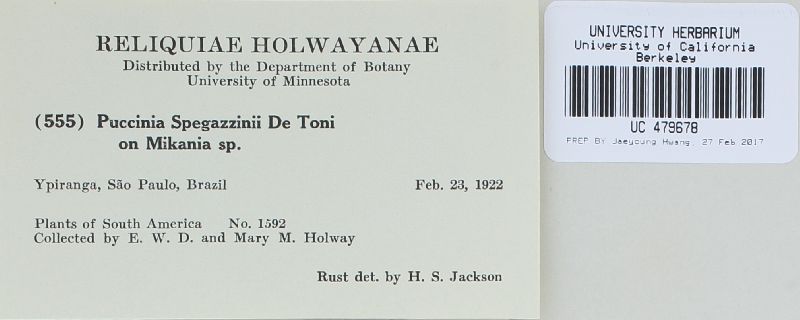 RELIQUIAE HOLWAYANAE
Distributed by the Department of Botany
University of Minnesota
(555) Puccinia Spegazzinii De Toni
on Mikania sp.
Ypiranga, São Paulo, Brazil Feb. 23, 1922
Plants of South America No. 1592
Collected by E. W. D. and Mary M. Holway
Rust det. by H. S. Jackson
UNIVERSITY HERBARIUM
University of California
Berkeley
UC 479678
PREP BY Jaeyoung Hwang, 27 Feb 2017